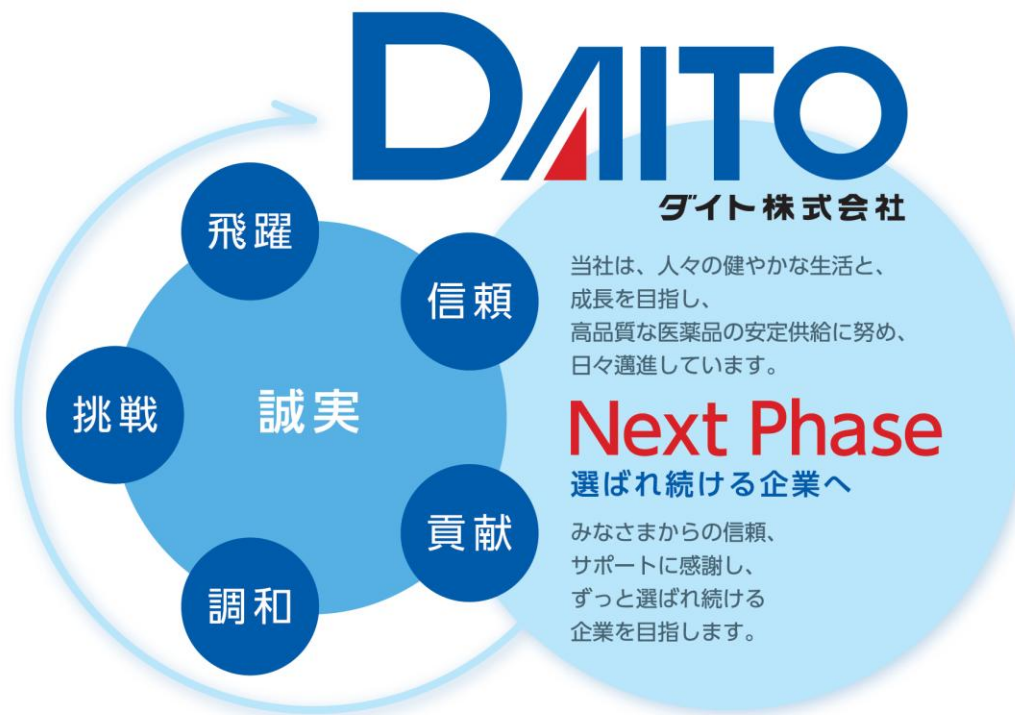 DAITO
ダイト株式会社
飛躍
信頼
挑戦
誠実
貢献
調和
当社は、人々の健やかな生活と、
成長を目指し、
高品質な医薬品の安定供給に努め、
日々邁進しています。
Next Phase
選ばれ続ける企業へ
みなさまからの信頼、
サポートに感謝し、
ずっと選ばれ続ける
企業を目指します。